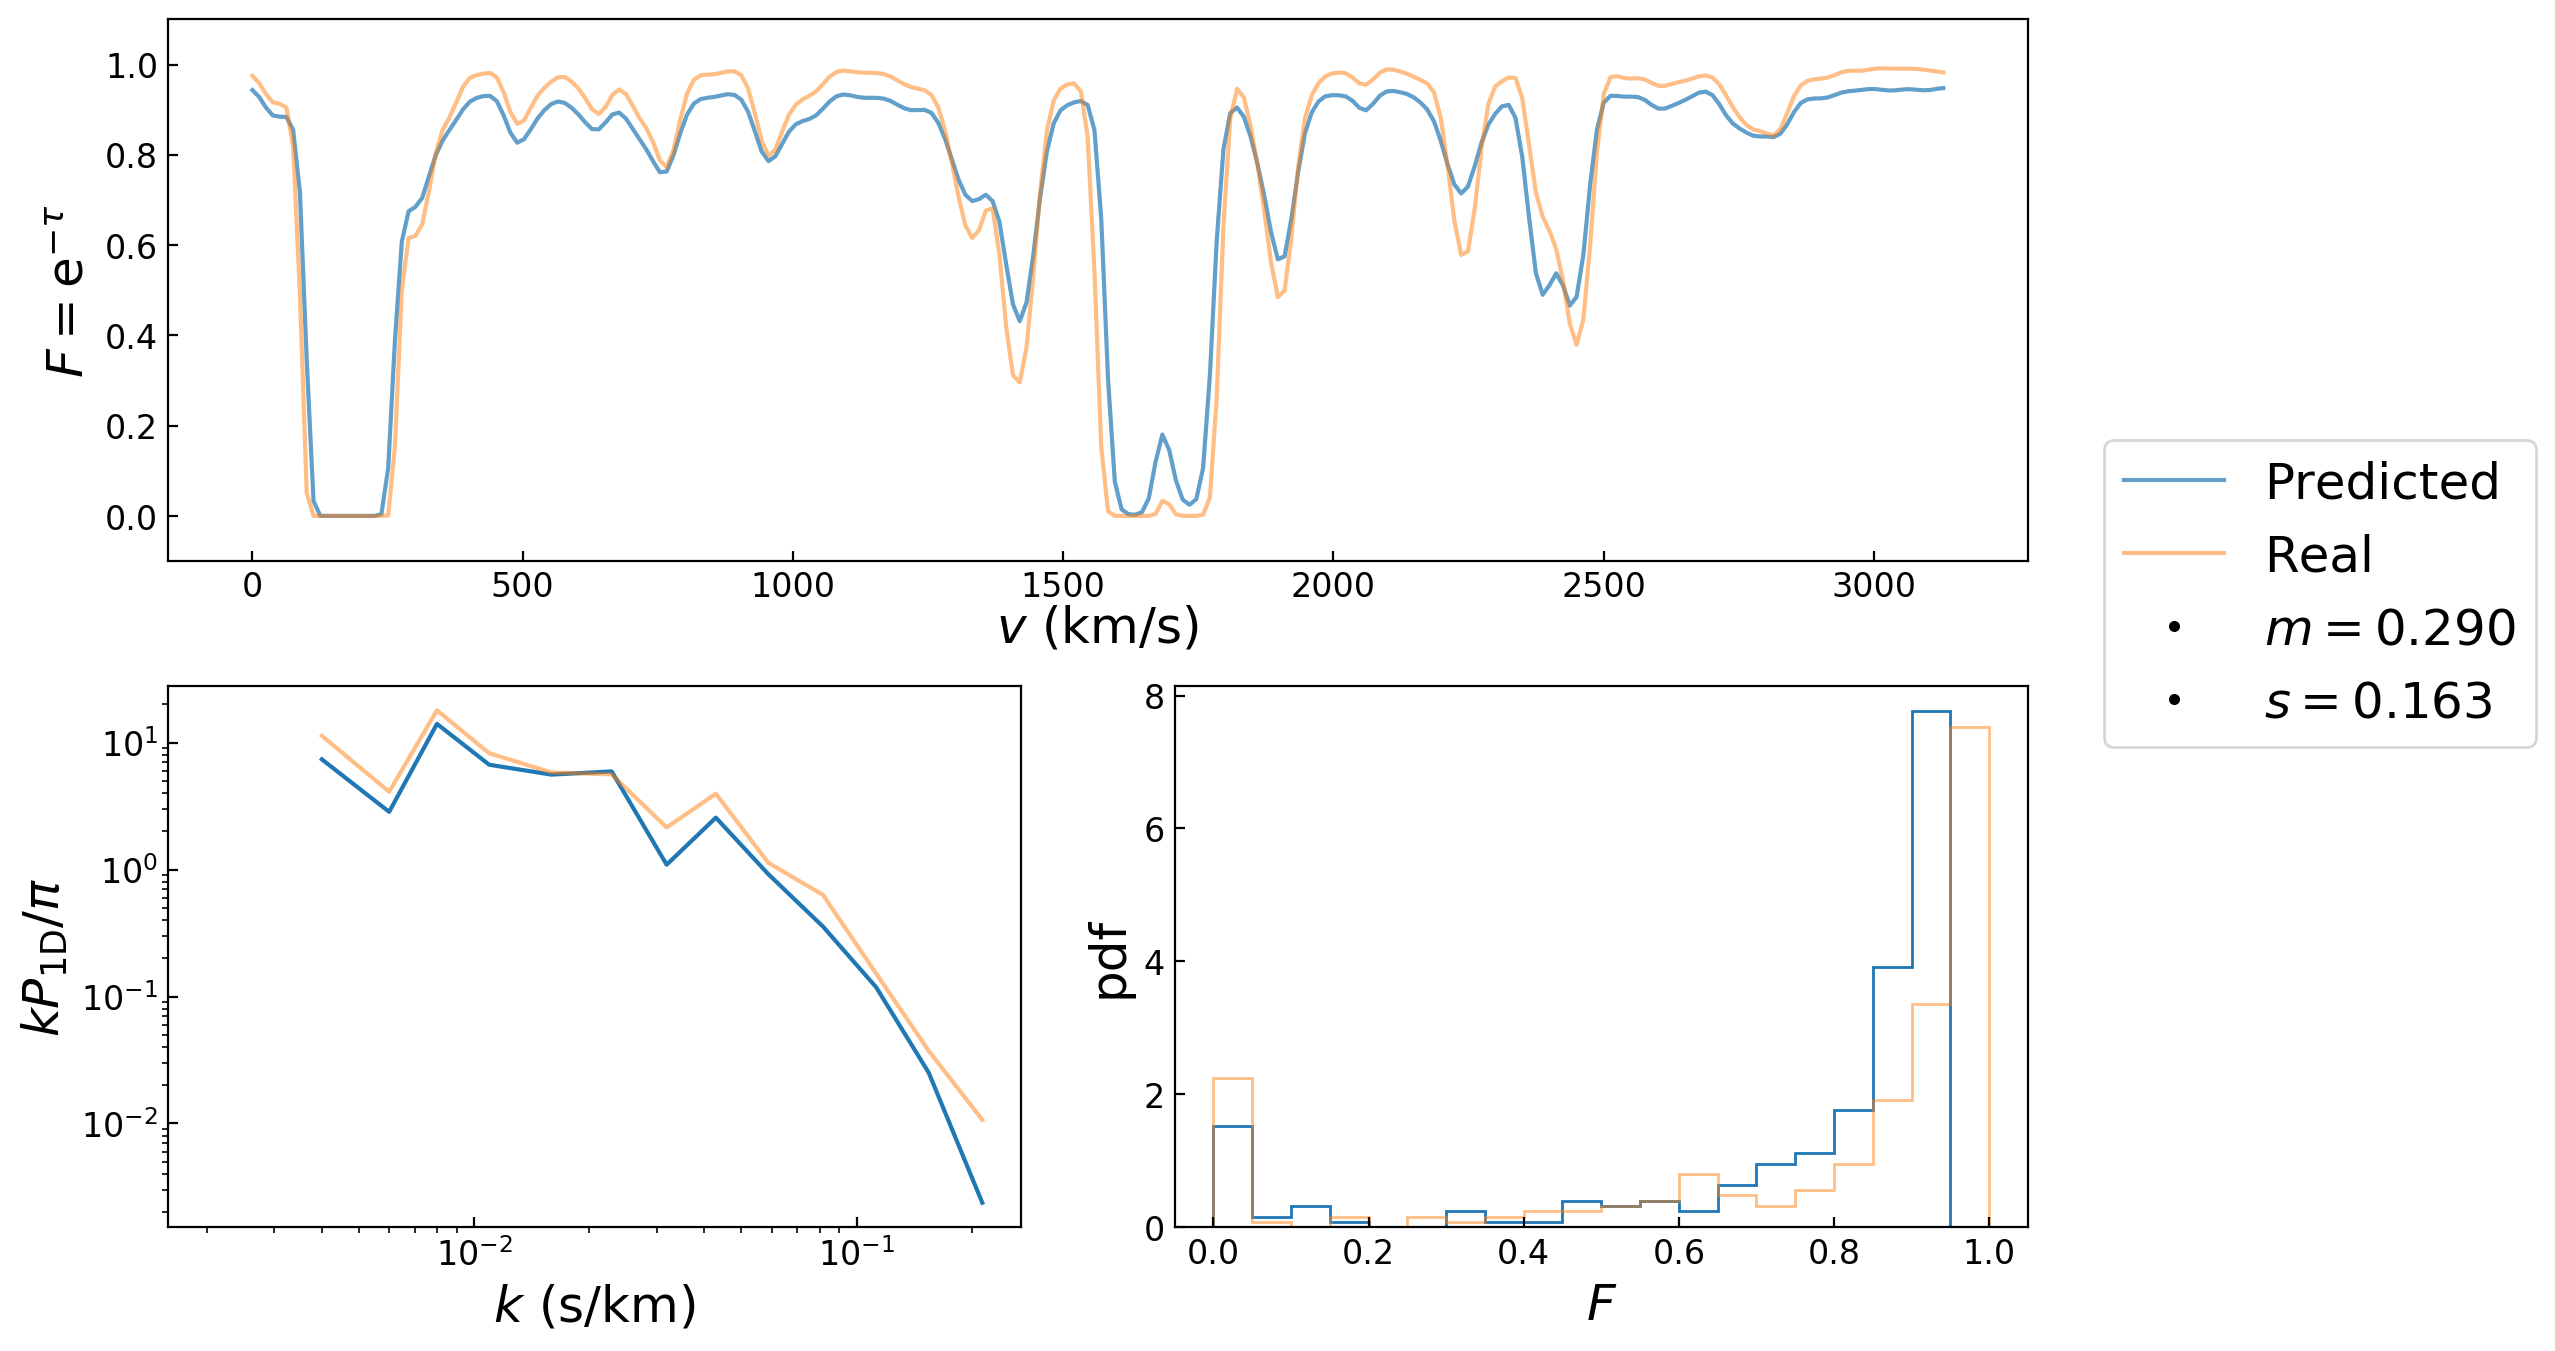 F = e^{-τ}
1.0
0.8
0.6
0.4
0.2
0.0
0 500 1000 1500 2000 2500 3000
v (km/s)
Predicted
Real
m = 0.290
s = 0.163
kP_{1D}/π
10^1
10^0
10^{-1}
10^{-2}
10^{-2} 10^{-1}
k (s/km)
pdf
8
6
4
2
0
0.0 0.2 0.4 0.6 0.8 1.0
F